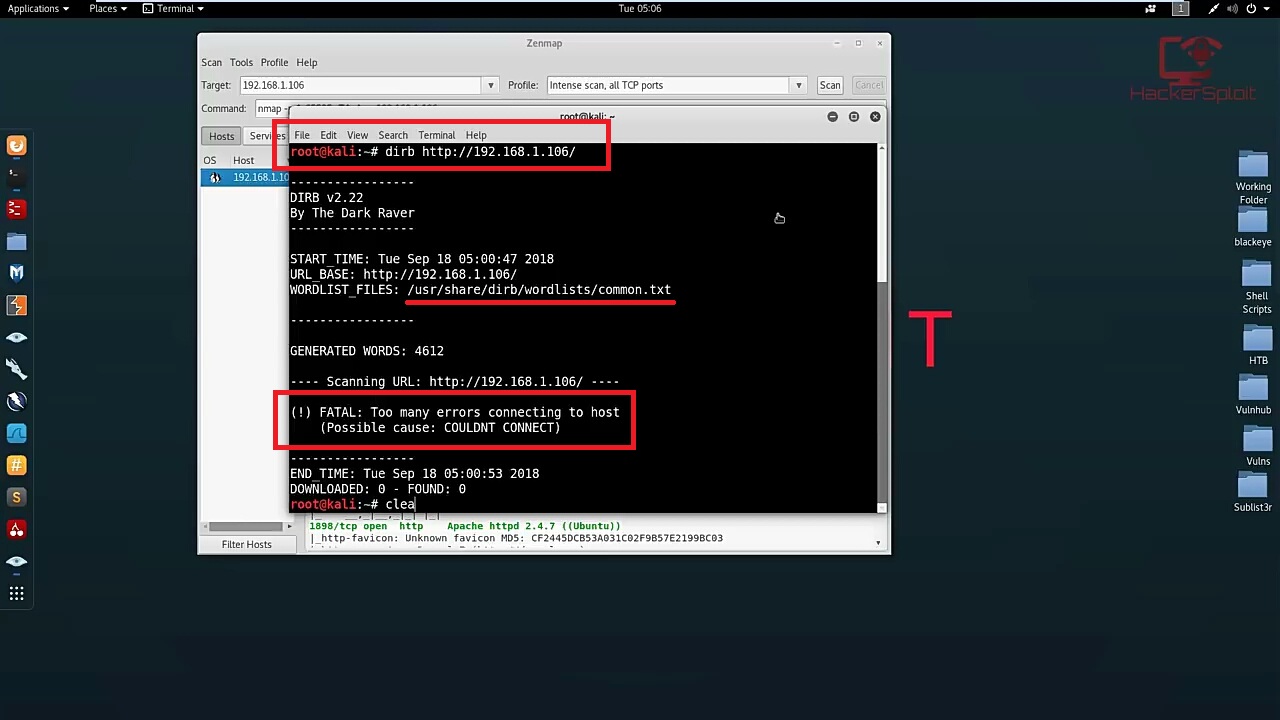 Applications Places Terminal Tue 05:06 1
Zenmap
Scan Tools Profile Help
Target: 192.168.1.106 Profile: Intense scan, all TCP ports Scan Cancel
Command: nmap
root@kali: ~
Hosts
File Edit View Search Terminal Help
OS Host
192.168.1.10
root@kali:~# dirb http://192.168.1.106/
-----------------
DIRB v2.22
By The Dark Raver
-----------------
START_TIME: Tue Sep 18 05:00:47 2018
URL_BASE: http://192.168.1.106/
WORDLIST_FILES: /usr/share/dirb/wordlists/common.txt
-----------------
GENERATED WORDS: 4612
---- Scanning URL: http://192.168.1.106/ ----
(!) FATAL: Too many errors connecting to host
(Possible cause: COULDNT CONNECT)
-----------------
END_TIME: Tue Sep 18 05:00:53 2018
DOWNLOADED: 0 - FOUND: 0
root@kali:~# clea
1898/tcp open http Apache httpd 2.4.7 ((Ubuntu))
|_http-favicon: Unknown favicon MD5: CF2445DCB53A031C02F9B57E2199BC03
Filter Hosts
HackerSploit
T
Working
Folder
blackeye
Shell
Scripts
HTB
Vulnhub
Vulns
Sublist3r